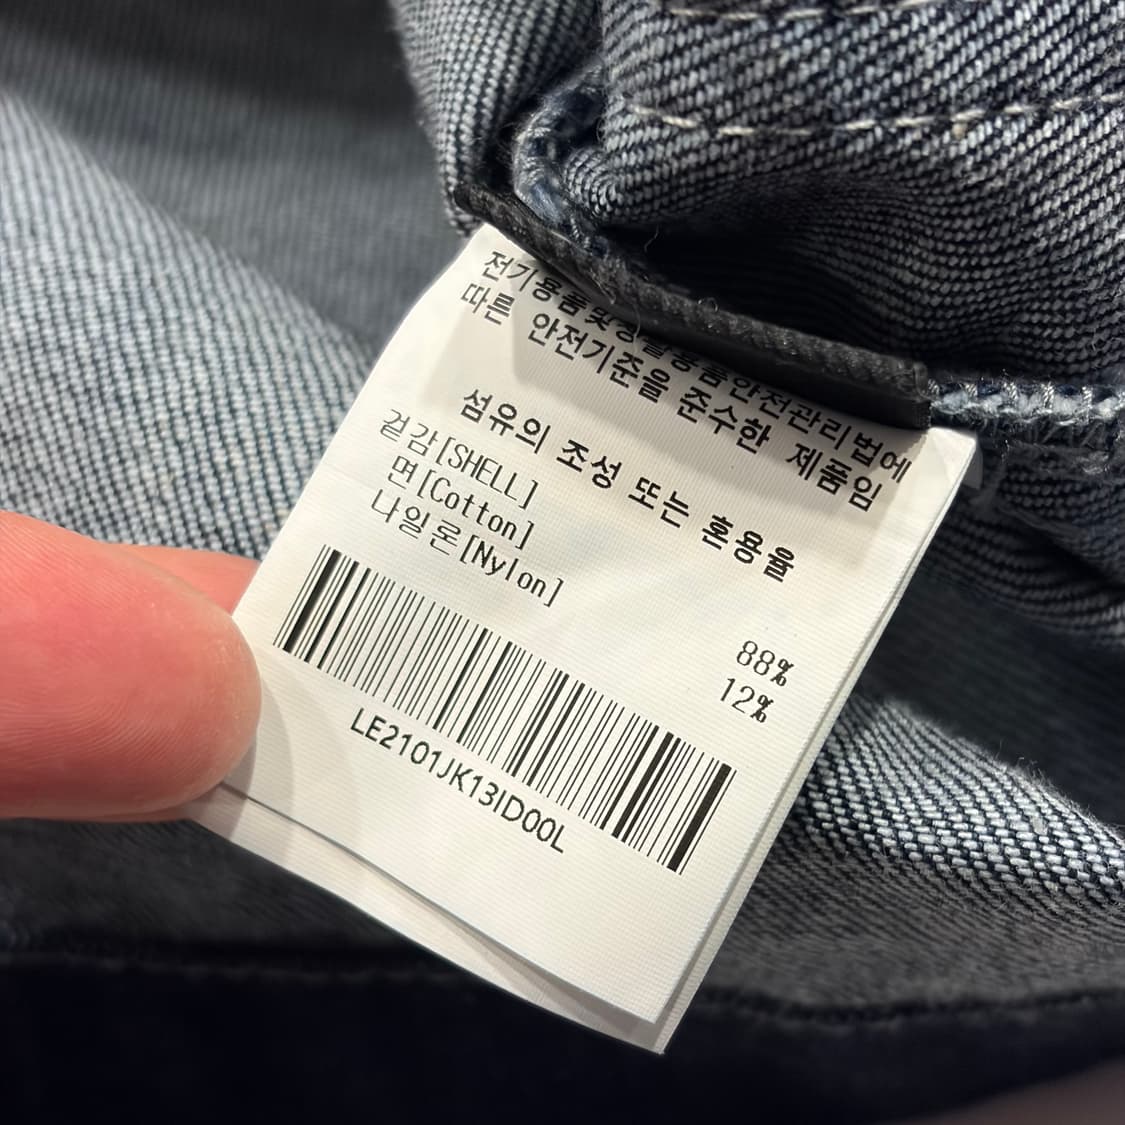 전기용품및생활용품안전관리법에
따른 안전기준을 준수한 제품임
섬유의 조성 또는 혼용율
겉감[SHELL]
면[Cotton] 88%
나일론[Nylon] 12%
LE2101JK13ID00L